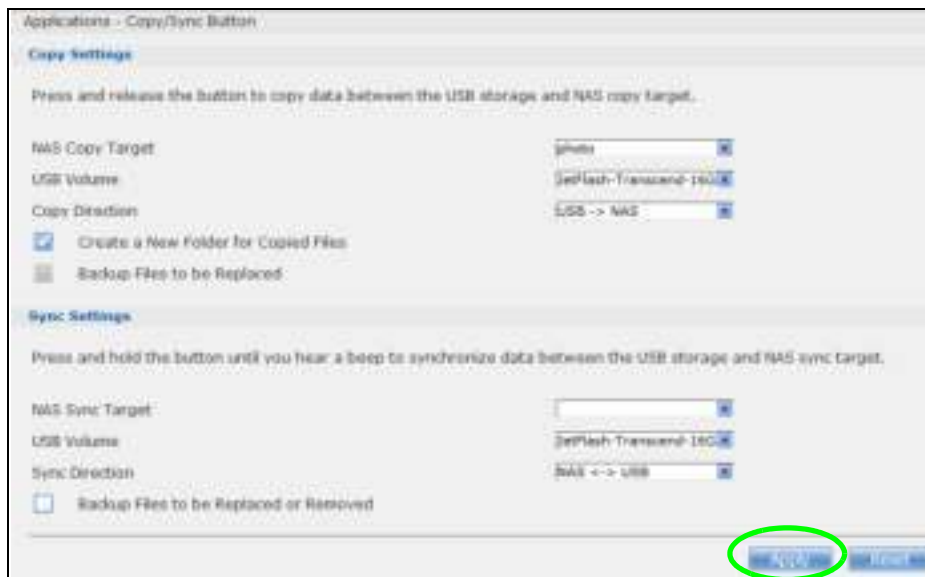 Applications - Copy/Sync Button
Copy Settings
Press and release the button to copy data between the USB storage and NAS copy target.
NAS Copy Target photo
USB Volume JetFlash-Transcend-16G
Copy Direction USB -> NAS
Create a New Folder for Copied Files
Backup Files to be Replaced
Sync Settings
Press and hold the button until you hear a beep to synchronize data between the USB storage and NAS sync target.
NAS Sync Target
USB Volume JetFlash-Transcend-16G
Sync Direction NAS <-> USB
Backup Files to be Replaced or Removed
Apply Reset